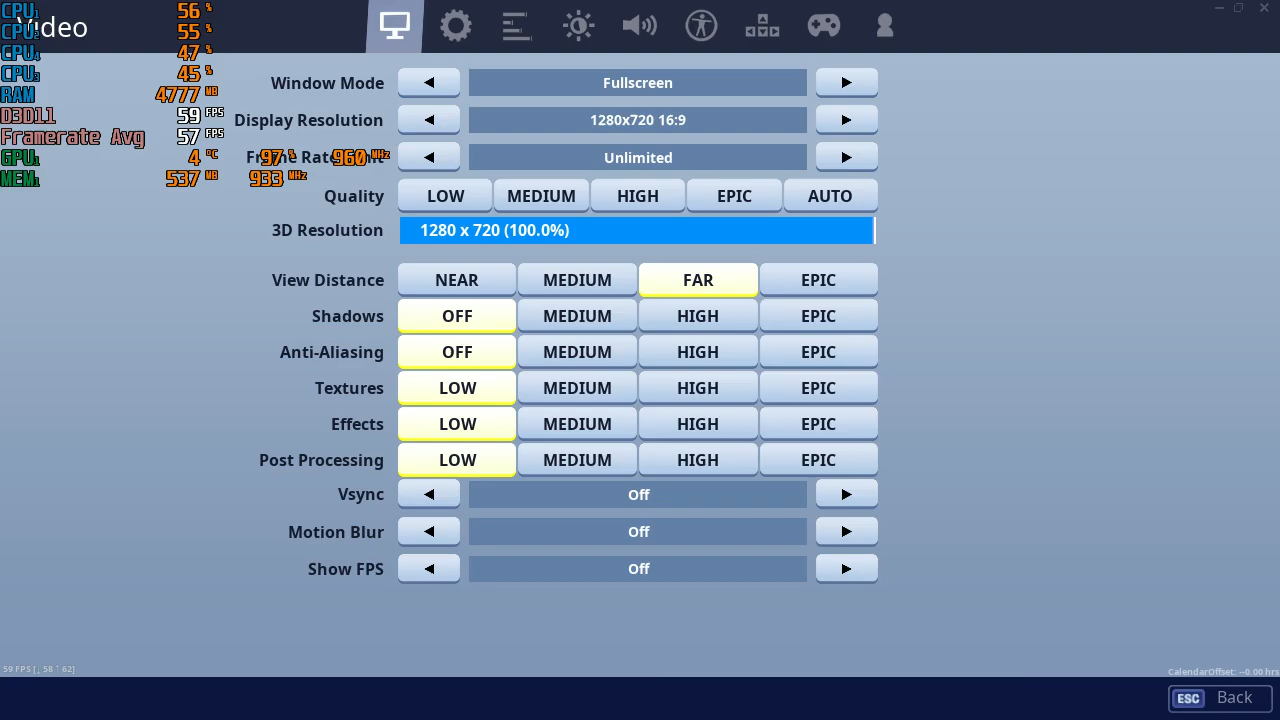 Video
CPU1 56 %
CPU2 55 %
CPU4 47 %
CPU3 45 %
RAM 4777 MB
D3D11 59 FPS
Framerate Avg 57 FPS
GPU1 4 °C 97 % 960 MHz
MEM1 537 MB 933 MHz
Window Mode Fullscreen
Display Resolution 1280x720 16:9
Unlimited
Quality LOW MEDIUM HIGH EPIC AUTO
3D Resolution 1280 x 720 (100.0%)
View Distance NEAR MEDIUM FAR EPIC
Shadows OFF MEDIUM HIGH EPIC
Anti-Aliasing OFF MEDIUM HIGH EPIC
Textures LOW MEDIUM HIGH EPIC
Effects LOW MEDIUM HIGH EPIC
Post Processing LOW MEDIUM HIGH EPIC
Vsync Off
Motion Blur Off
Show FPS Off
59 FPS [↓ 58 ↑ 62]
CalendarOffset: --0.00 hrs
ESC Back